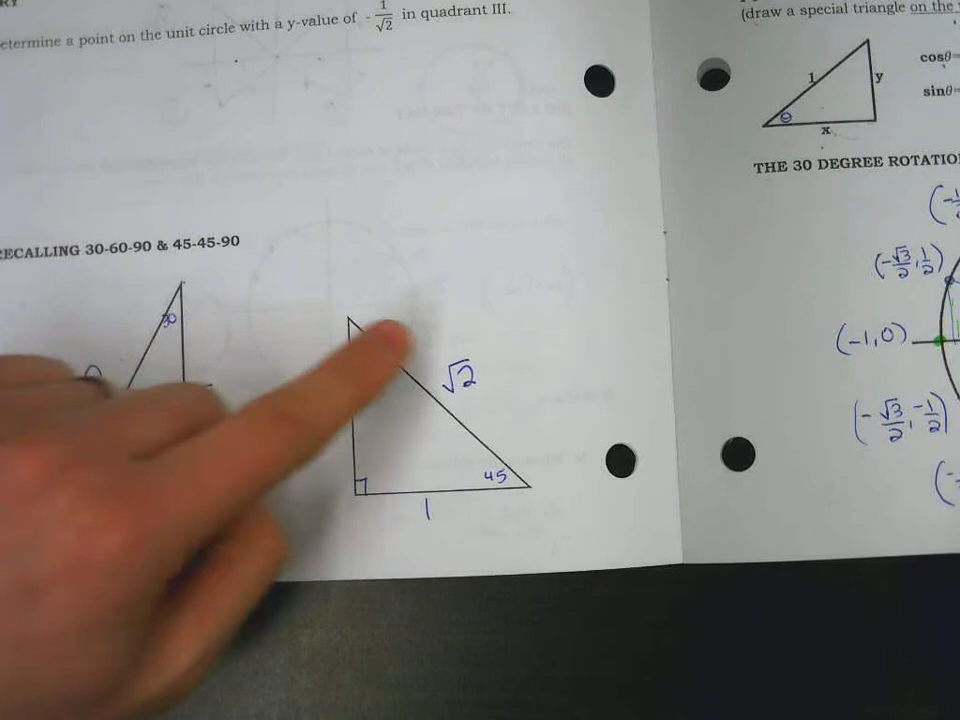 etermine a point on the unit circle with a y-value of -1/√2 in quadrant III.
ECALLING 30-60-90 & 45-45-90
30
√2
45
1
(draw a special triangle on the
cosθ=
1
y
sinθ=
θ
x
THE 30 DEGREE ROTATIO
(-√3/2, 1/2)
(-1,0)
(-√3/2, -1/2)